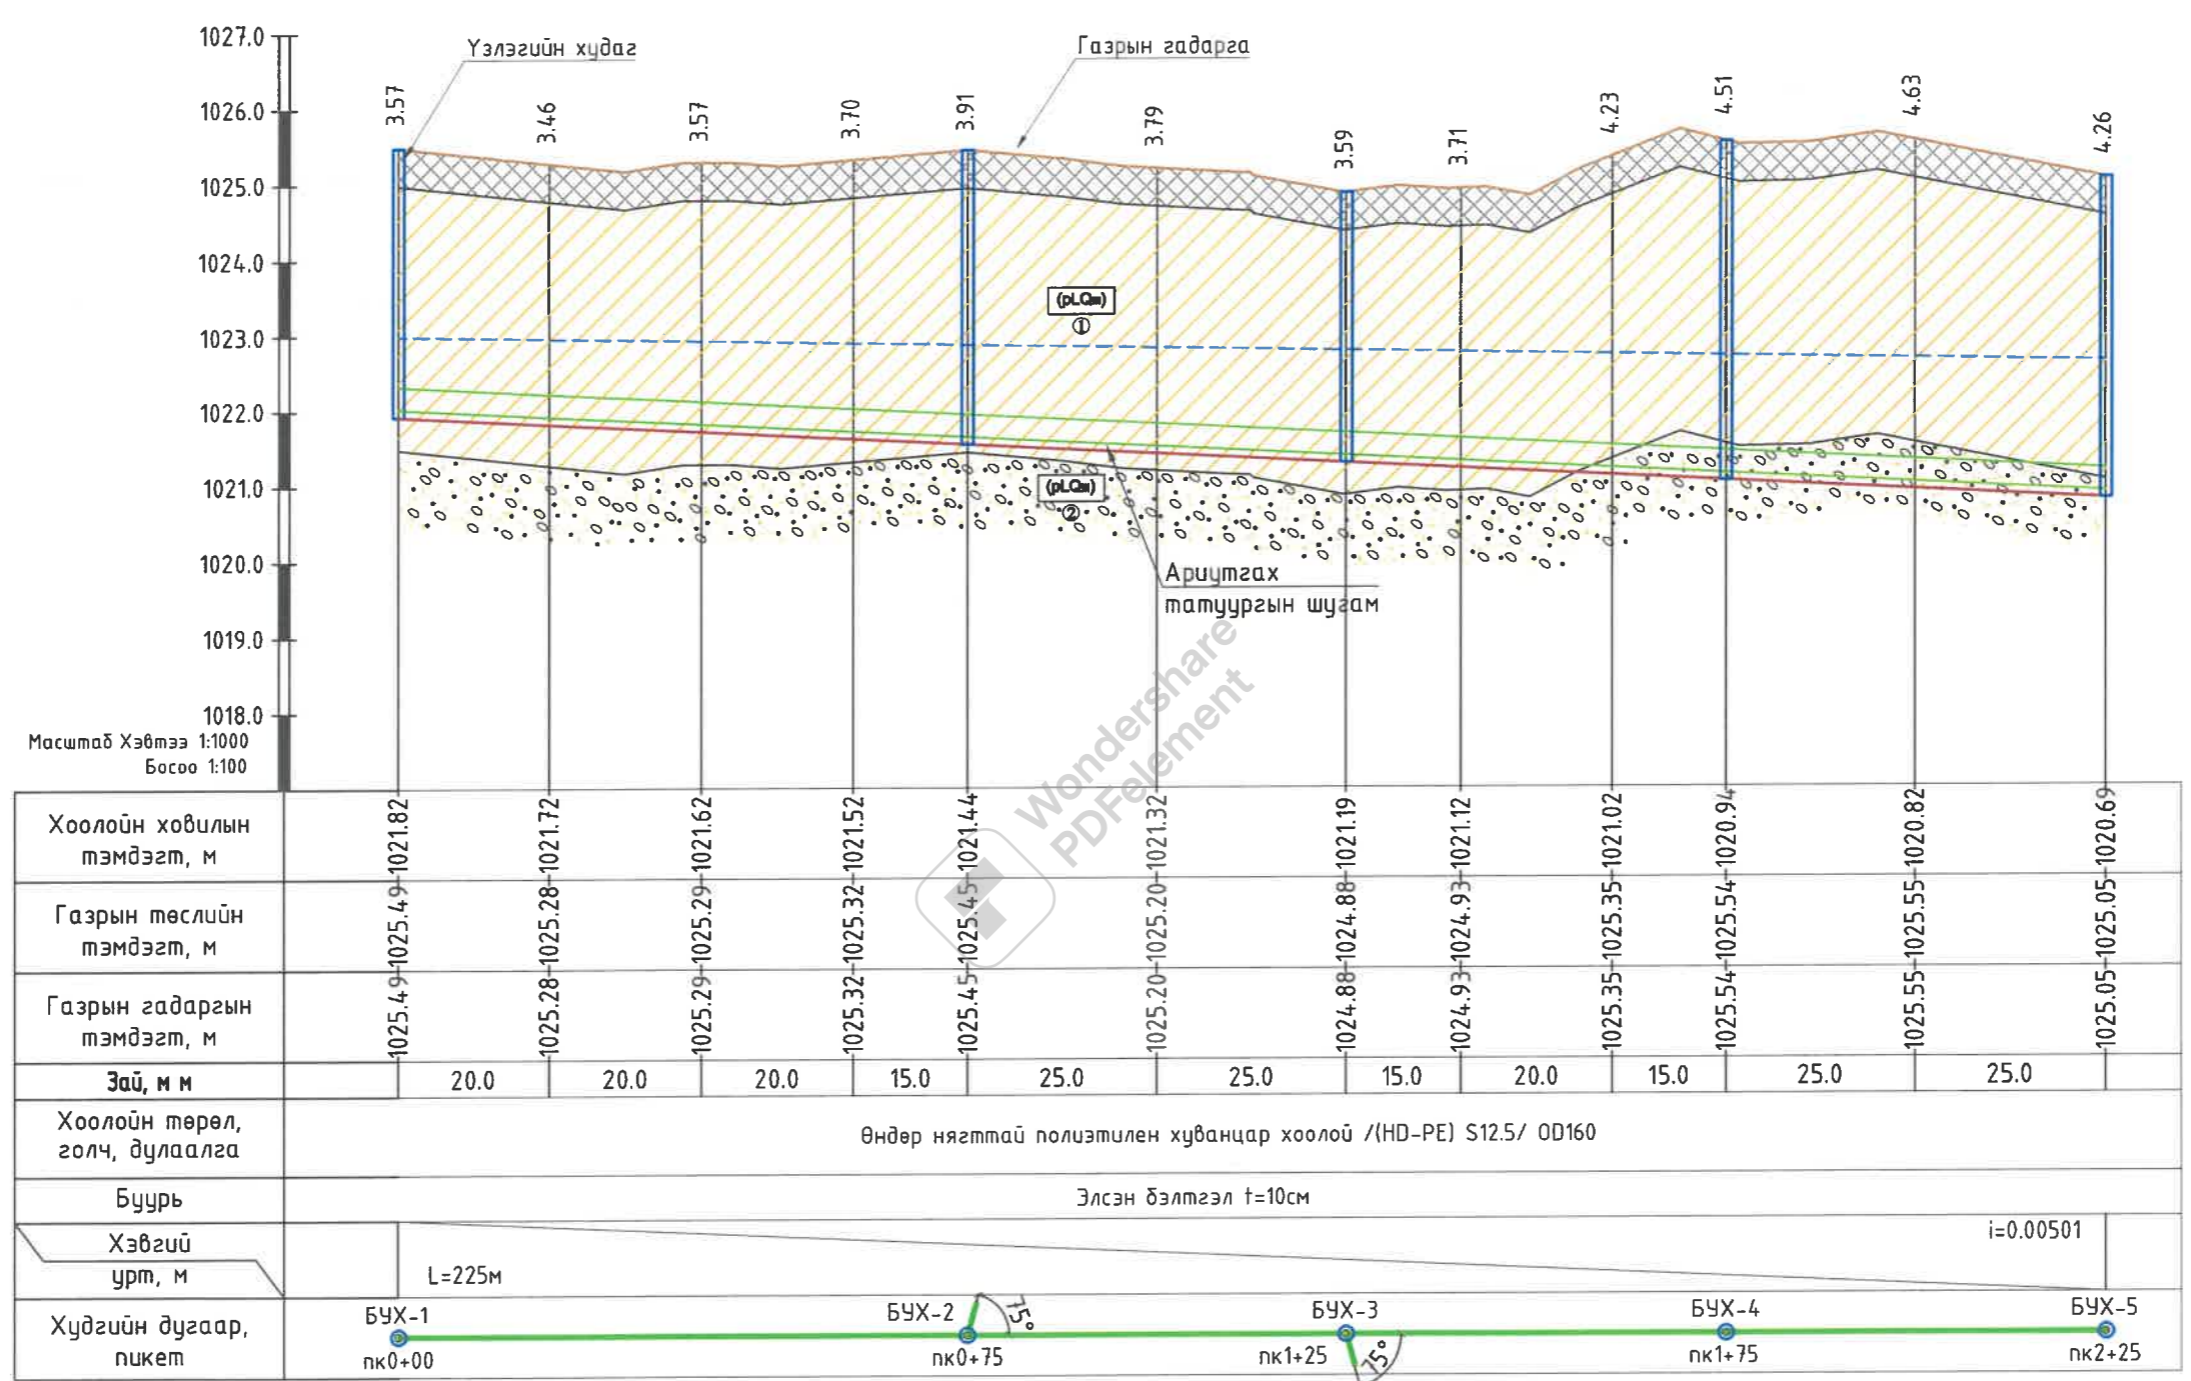 1027.0
1026.0
1025.0
1024.0
1023.0
1022.0
1021.0
1020.0
1019.0
1018.0
Үзлэгийн худаг
Газрын гадарга
3.57 3.46 3.57 3.70 3.91 3.79 3.59 3.71 4.23 4.51 4.63 4.26
①
②
Ариутгах
татуургын шугам
Масштаб Хэвтээ 1:1000
Босоо 1:100
Wondershare
PDFelement
Хоолойн ховилын
тэмдэгт, м
1021.82 1021.72 1021.62 1021.52 1021.44 1021.32 1021.19 1021.12 1021.02 1020.94 1020.82 1020.69
Газрын төслийн
тэмдэгт, м
1025.49 1025.28 1025.29 1025.32 1025.45 1025.20 1024.88 1024.93 1025.35 1025.54 1025.55 1025.05
Газрын гадаргын
тэмдэгт, м
1025.49 1025.28 1025.29 1025.32 1025.45 1025.20 1024.88 1024.93 1025.35 1025.54 1025.55 1025.05
Зай, м м
20.0 20.0 20.0 15.0 25.0 25.0 15.0 20.0 15.0 25.0 25.0
Хоолойн төрөл,
голч, дулаалга
Өндөр нягттай полиэтилен хуванцар хоолой /(HD-PE) S12.5/ OD160
Буурь
Элсэн бэлтгэл t=10см
Хэвгий
урт, м
L=225м
i=0.00501
Худгийн дугаар,
пикет
БУХ-1 БУХ-2 75° БУХ-3 75° БУХ-4 БУХ-5
пк0+00 пк0+75 пк1+25 пк1+75 пк2+25